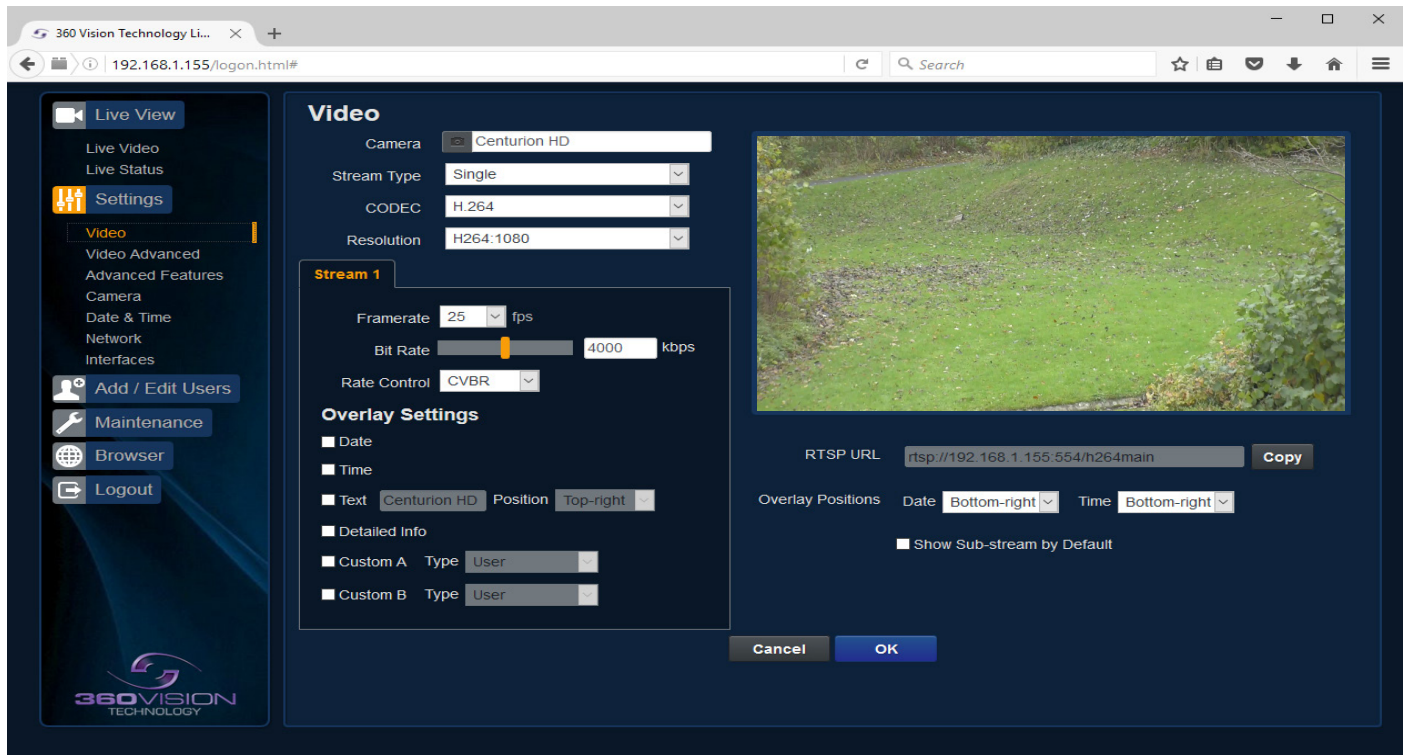 360 Vision Technology Li...
192.168.1.155/logon.html#
Search
Live View
Live Video
Live Status
Settings
Video
Video Advanced
Advanced Features
Camera
Date & Time
Network
Interfaces
Add / Edit Users
Maintenance
Browser
Logout
360VISION
TECHNOLOGY
Video
Camera Centurion HD
Stream Type Single
CODEC H.264
Resolution H264:1080
Stream 1
Framerate 25 fps
Bit Rate 4000 kbps
Rate Control CVBR
Overlay Settings
Date
Time
Text Centurion HD Position Top-right
Detailed Info
Custom A Type User
Custom B Type User
RTSP URL rtsp://192.168.1.155:554/h264main Copy
Overlay Positions Date Bottom-right Time Bottom-right
Show Sub-stream by Default
Cancel OK